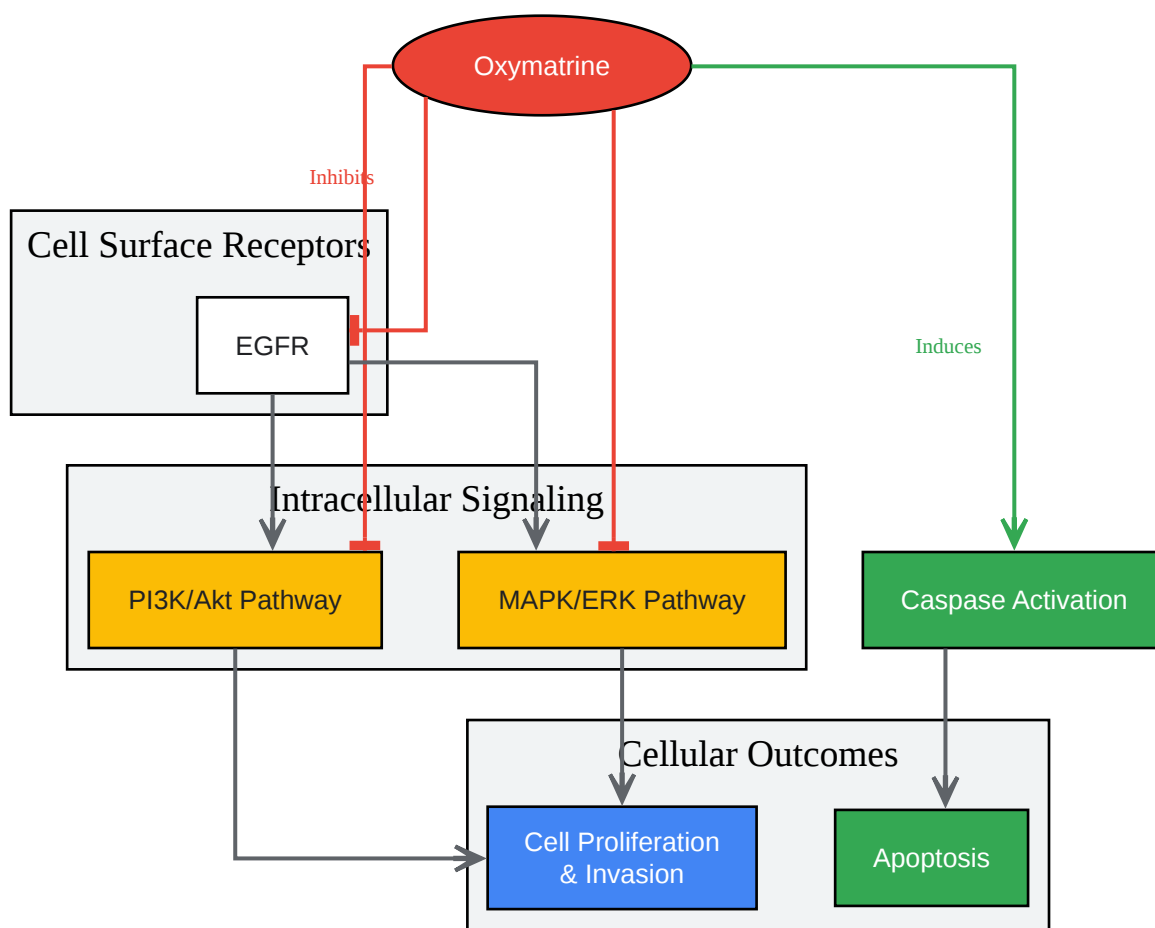 Oxymatrine
Inhibits
Cell Surface Receptors
EGFR
Induces
Intracellular Signaling
PI3K/Akt Pathway
MAPK/ERK Pathway
Caspase Activation
Cellular Outcomes
Cell Proliferation
& Invasion
Apoptosis